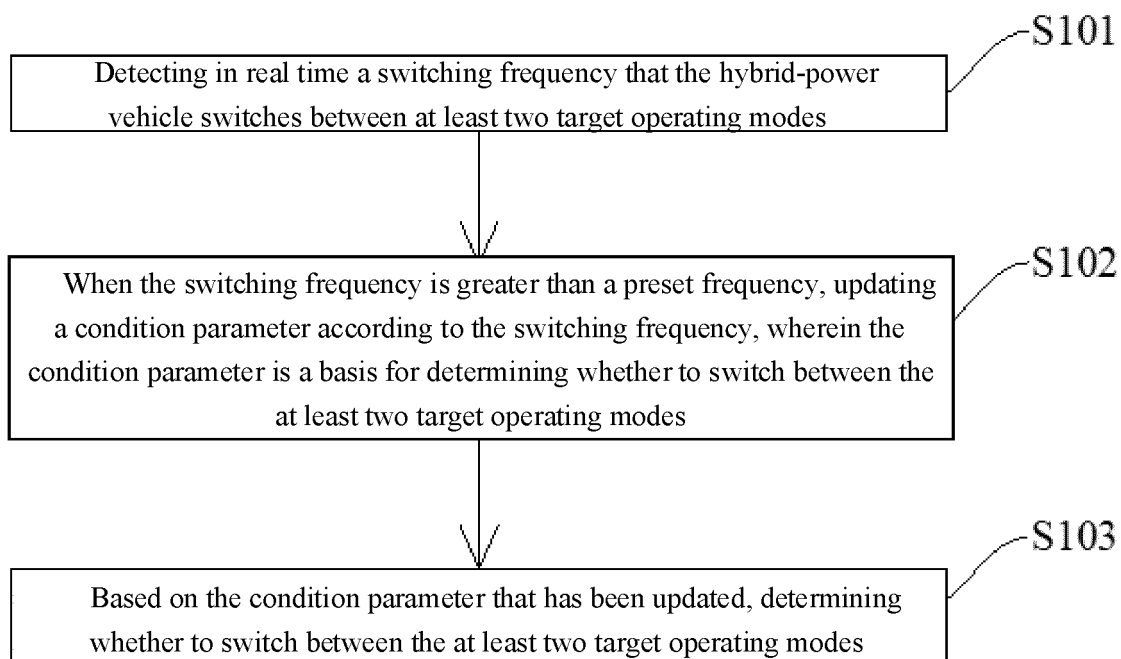 S101
Detecting in real time a switching frequency that the hybrid-power
vehicle switches between at least two target operating modes
S102
When the switching frequency is greater than a preset frequency, updating
a condition parameter according to the switching frequency, wherein the
condition parameter is a basis for determining whether to switch between the
at least two target operating modes
S103
Based on the condition parameter that has been updated, determining
whether to switch between the at least two target operating modes